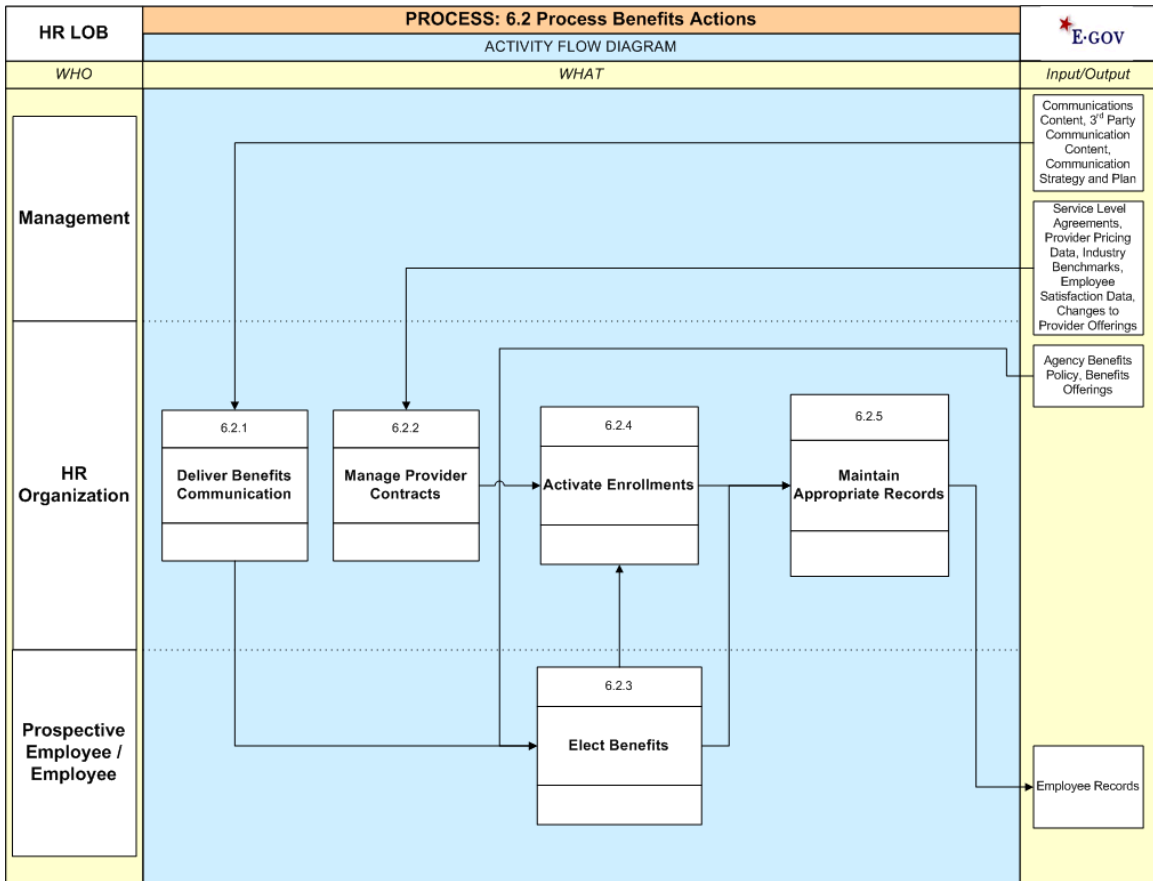 HR LOB
PROCESS: 6.2 Process Benefits Actions
ACTIVITY FLOW DIAGRAM
E-GOV
WHO
WHAT
Input/Output
Communications
Content, 3rd Party
Communication
Content,
Communication
Strategy and Plan
Management
Service Level
Agreements,
Provider Pricing
Data, Industry
Benchmarks,
Employee
Satisfaction Data,
Changes to
Provider Offerings
Agency Benefits
Policy, Benefits
Offerings
HR
Organization
6.2.1
Deliver Benefits
Communication
6.2.2
Manage Provider
Contracts
6.2.4
Activate Enrollments
6.2.5
Maintain
Appropriate Records
Prospective
Employee /
Employee
6.2.3
Elect Benefits
Employee Records